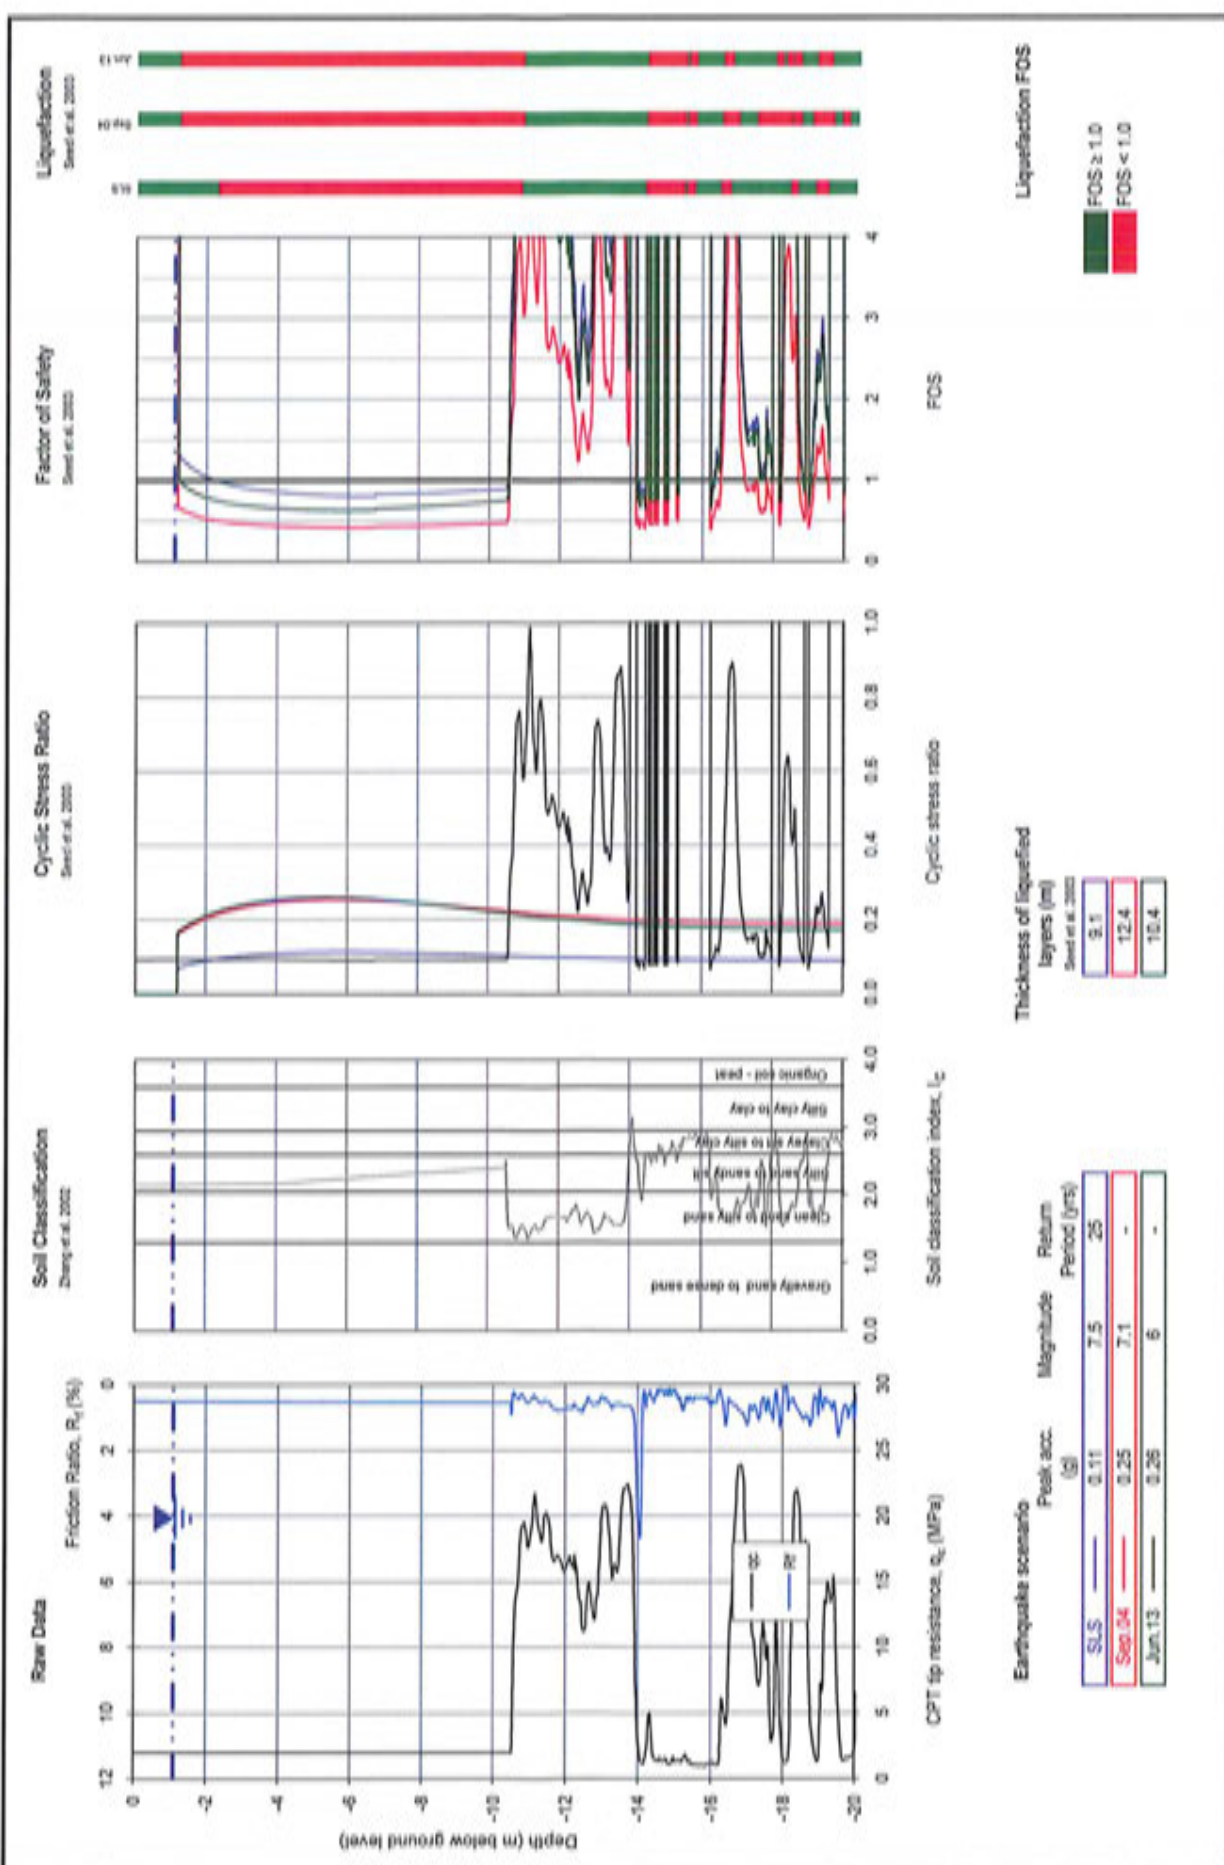 Raw Data
Friction Ratio, Rf (%)
12
10
8
6
4
2
0
0
-2
-4
-6
-8
-10
-12
-14
-16
-18
-20
Depth (m below ground level)
qc
Rf
0
5
10
15
20
25
30
CPT tip resistance, qc (MPa)
Soil Classification
Zhang et al. 2002
Gravelly sand to dense sand
Clean sand to silty sand
Silty sand to sandy silt
Clayey silt to silty clay
Silty clay to clay
Organic soil - peat
0.0
1.0
2.0
3.0
4.0
Soil classification index, IC
Cyclic Stress Ratio
Seed et al. 2003
0.0
0.2
0.4
0.6
0.8
1.0
Cyclic stress ratio
Factor of Safety
Seed et al. 2003
0
1
2
3
4
FOS
Liquefaction
Seed et al. 2003
SLS
Sep.04
Jun.13
Earthquake scenario
Peak acc. (g)
Magnitude
Return Period (yrs)
SLS 0.11 7.5 25
Sep.04 0.25 7.1 -
Jun.13 0.26 6 -
Thickness of liquefied
layers (m)
Seed et al. 2003
9.1
12.4
10.4
Liquefaction FOS
FOS ≥ 1.0
FOS < 1.0